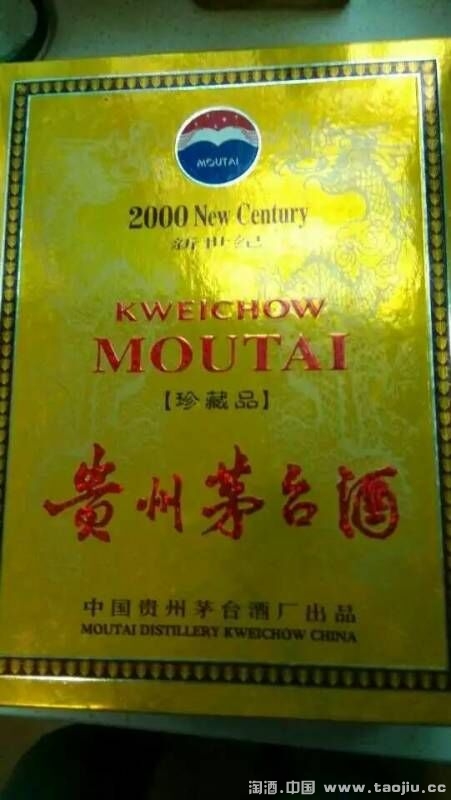 MOUTAI
2000 New Century
新世纪
KWEICHOW
MOUTAI
【珍藏品】
贵州茅台酒
中国贵州茅台酒厂出品
MOUTAI DISTILLERY KWEICHOW CHINA
淘酒.中国 www.taojiu.cc